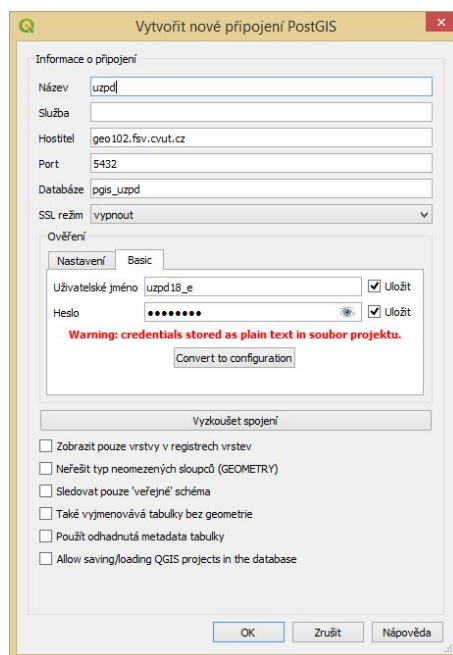 Vytvořit nové připojení PostGIS
Informace o připojení
Název uzpd
Služba
Hostitel geo102.fsv.cvut.cz
Port 5432
Databáze pgis_uzpd
SSL režim vypnout
Ověření
Nastavení Basic
Uživatelské jméno uzpd18_e Uložit
Heslo ●●●●●●●● Uložit
Warning: credentials stored as plain text in soubor projektu.
Convert to configuration
Vyzkoušet spojení
Zobrazit pouze vrstvy v registrech vrstev
Neřešit typ neomezených sloupců (GEOMETRY)
Sledovat pouze 'veřejné' schéma
Také vyjmenovává tabulky bez geometrie
Použít odhadnutá metadata tabulky
Allow saving/loading QGIS projects in the database
OK Zrušit Nápověda